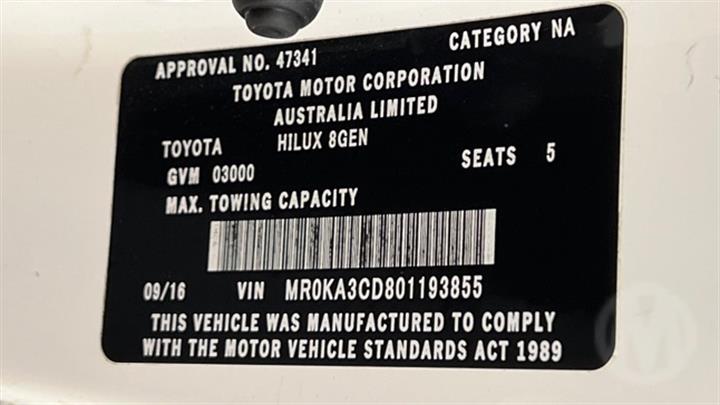 APPROVAL NO. 47341 CATEGORY NA
TOYOTA MOTOR CORPORATION
AUSTRALIA LIMITED
TOYOTA HILUX 8GEN
GVM 03000 SEATS 5
MAX. TOWING CAPACITY
09/16 VIN MR0KA3CD801193855
THIS VEHICLE WAS MANUFACTURED TO COMPLY
WITH THE MOTOR VEHICLE STANDARDS ACT 1989
M